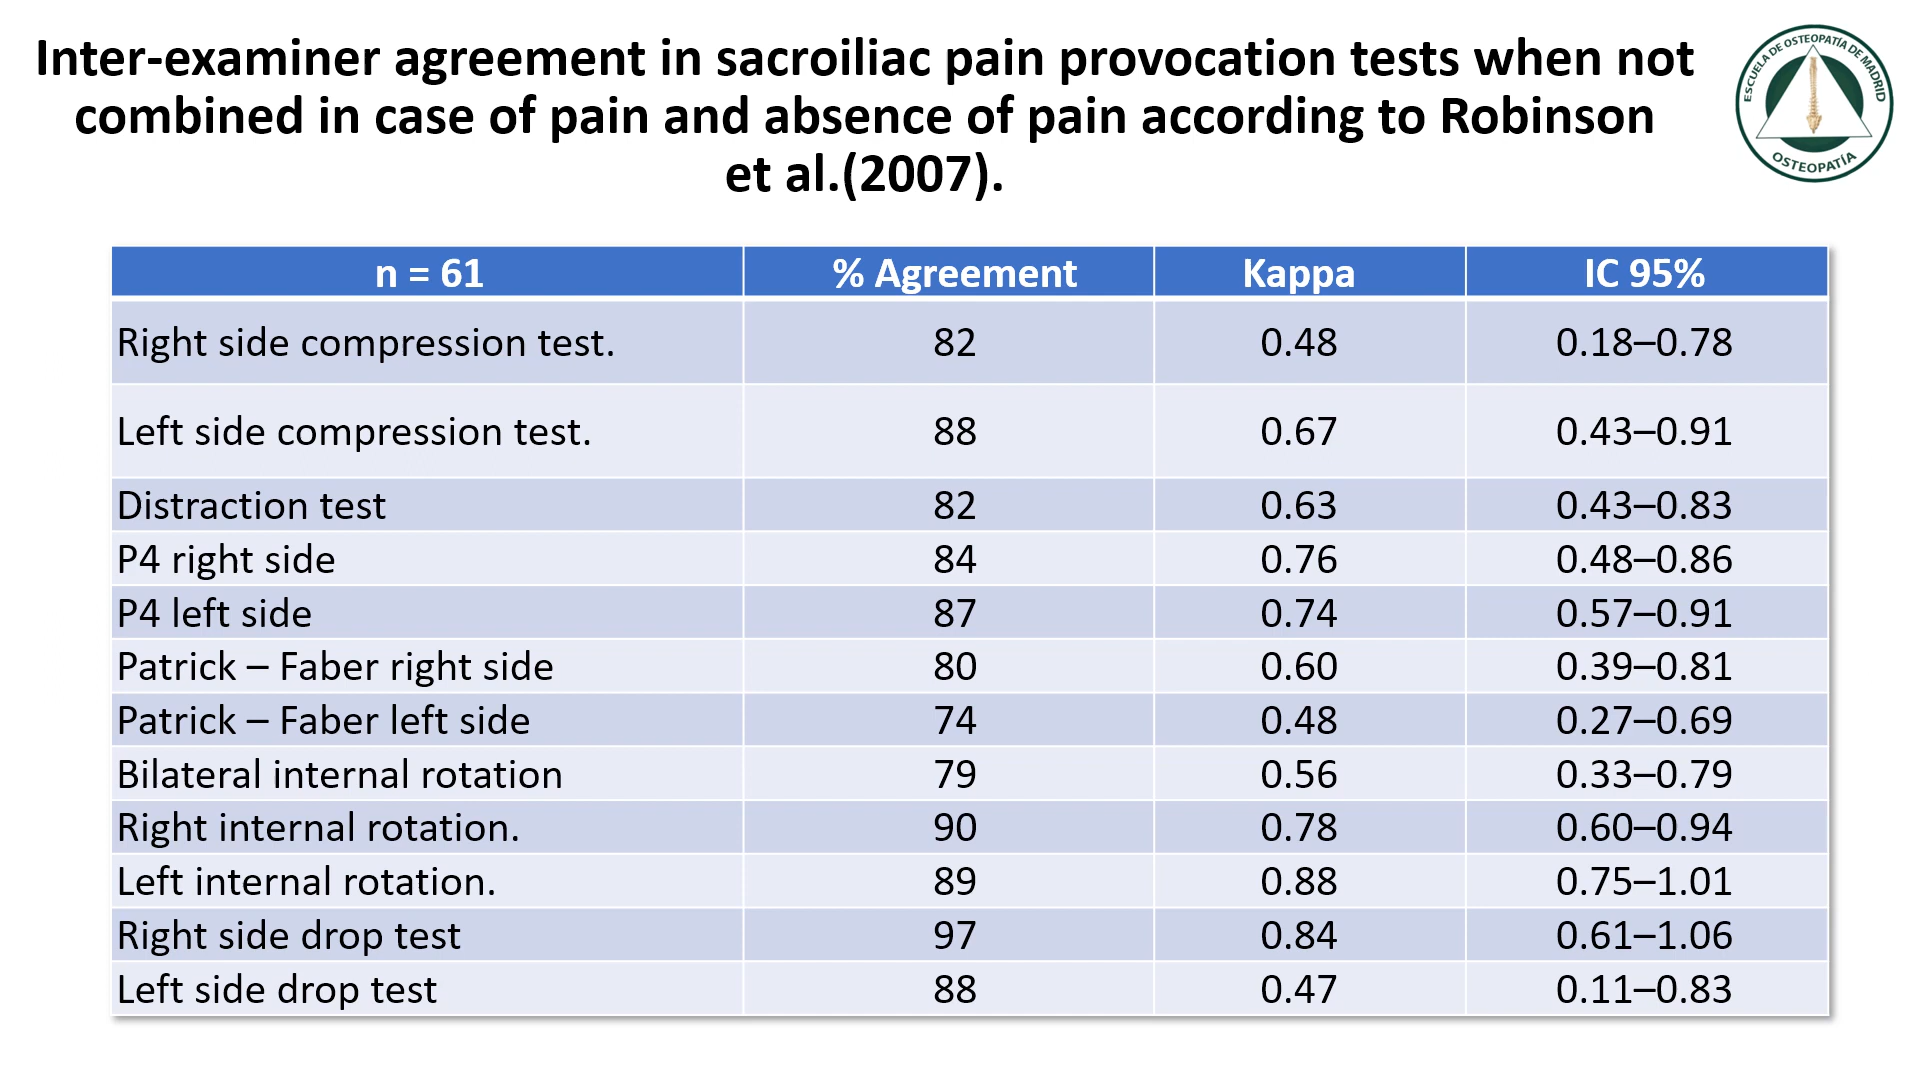 Inter-examiner agreement in sacroiliac pain provocation tests when not
combined in case of pain and absence of pain according to Robinson
et al.(2007).
ESCUELA DE OSTEOPATÍA DE MADRID
OSTEOPATÍA
n = 61 % Agreement Kappa IC 95%
Right side compression test. 82 0.48 0.18–0.78
Left side compression test. 88 0.67 0.43–0.91
Distraction test 82 0.63 0.43–0.83
P4 right side 84 0.76 0.48–0.86
P4 left side 87 0.74 0.57–0.91
Patrick – Faber right side 80 0.60 0.39–0.81
Patrick – Faber left side 74 0.48 0.27–0.69
Bilateral internal rotation 79 0.56 0.33–0.79
Right internal rotation. 90 0.78 0.60–0.94
Left internal rotation. 89 0.88 0.75–1.01
Right side drop test 97 0.84 0.61–1.06
Left side drop test 88 0.47 0.11–0.83